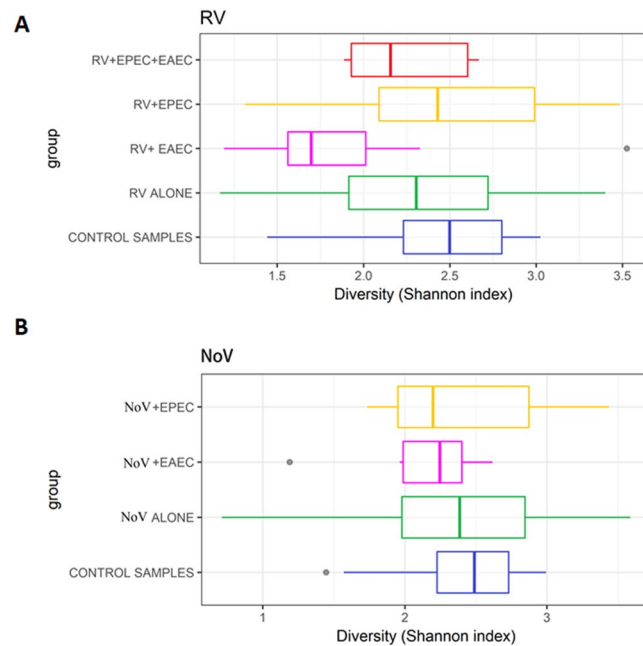 A
RV
RV+EPEC+EAEC
RV+EPEC
RV+ EAEC
RV ALONE
CONTROL SAMPLES
group
1.5 2.0 2.5 3.0 3.5
Diversity (Shannon index)
B
NoV
NoV +EPEC
NoV +EAEC
NoV ALONE
CONTROL SAMPLES
group
1 2 3
Diversity (Shannon index)